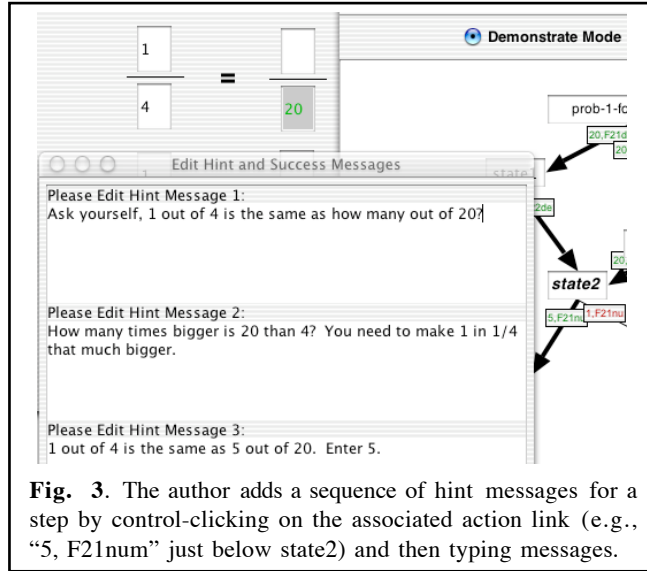 1
4
=
20
Demonstrate Mode
prob-1-fo
20,F21d
20
state
2de
20,
state2
5,F21nu
1,F21nu
Edit Hint and Success Messages
Please Edit Hint Message 1:
Ask yourself, 1 out of 4 is the same as how many out of 20?
Please Edit Hint Message 2:
How many times bigger is 20 than 4? You need to make 1 in 1/4
that much bigger.
Please Edit Hint Message 3:
1 out of 4 is the same as 5 out of 20. Enter 5.
Fig. 3. The author adds a sequence of hint messages for a
step by control-clicking on the associated action link (e.g.,
“5, F21num” just below state2) and then typing messages.